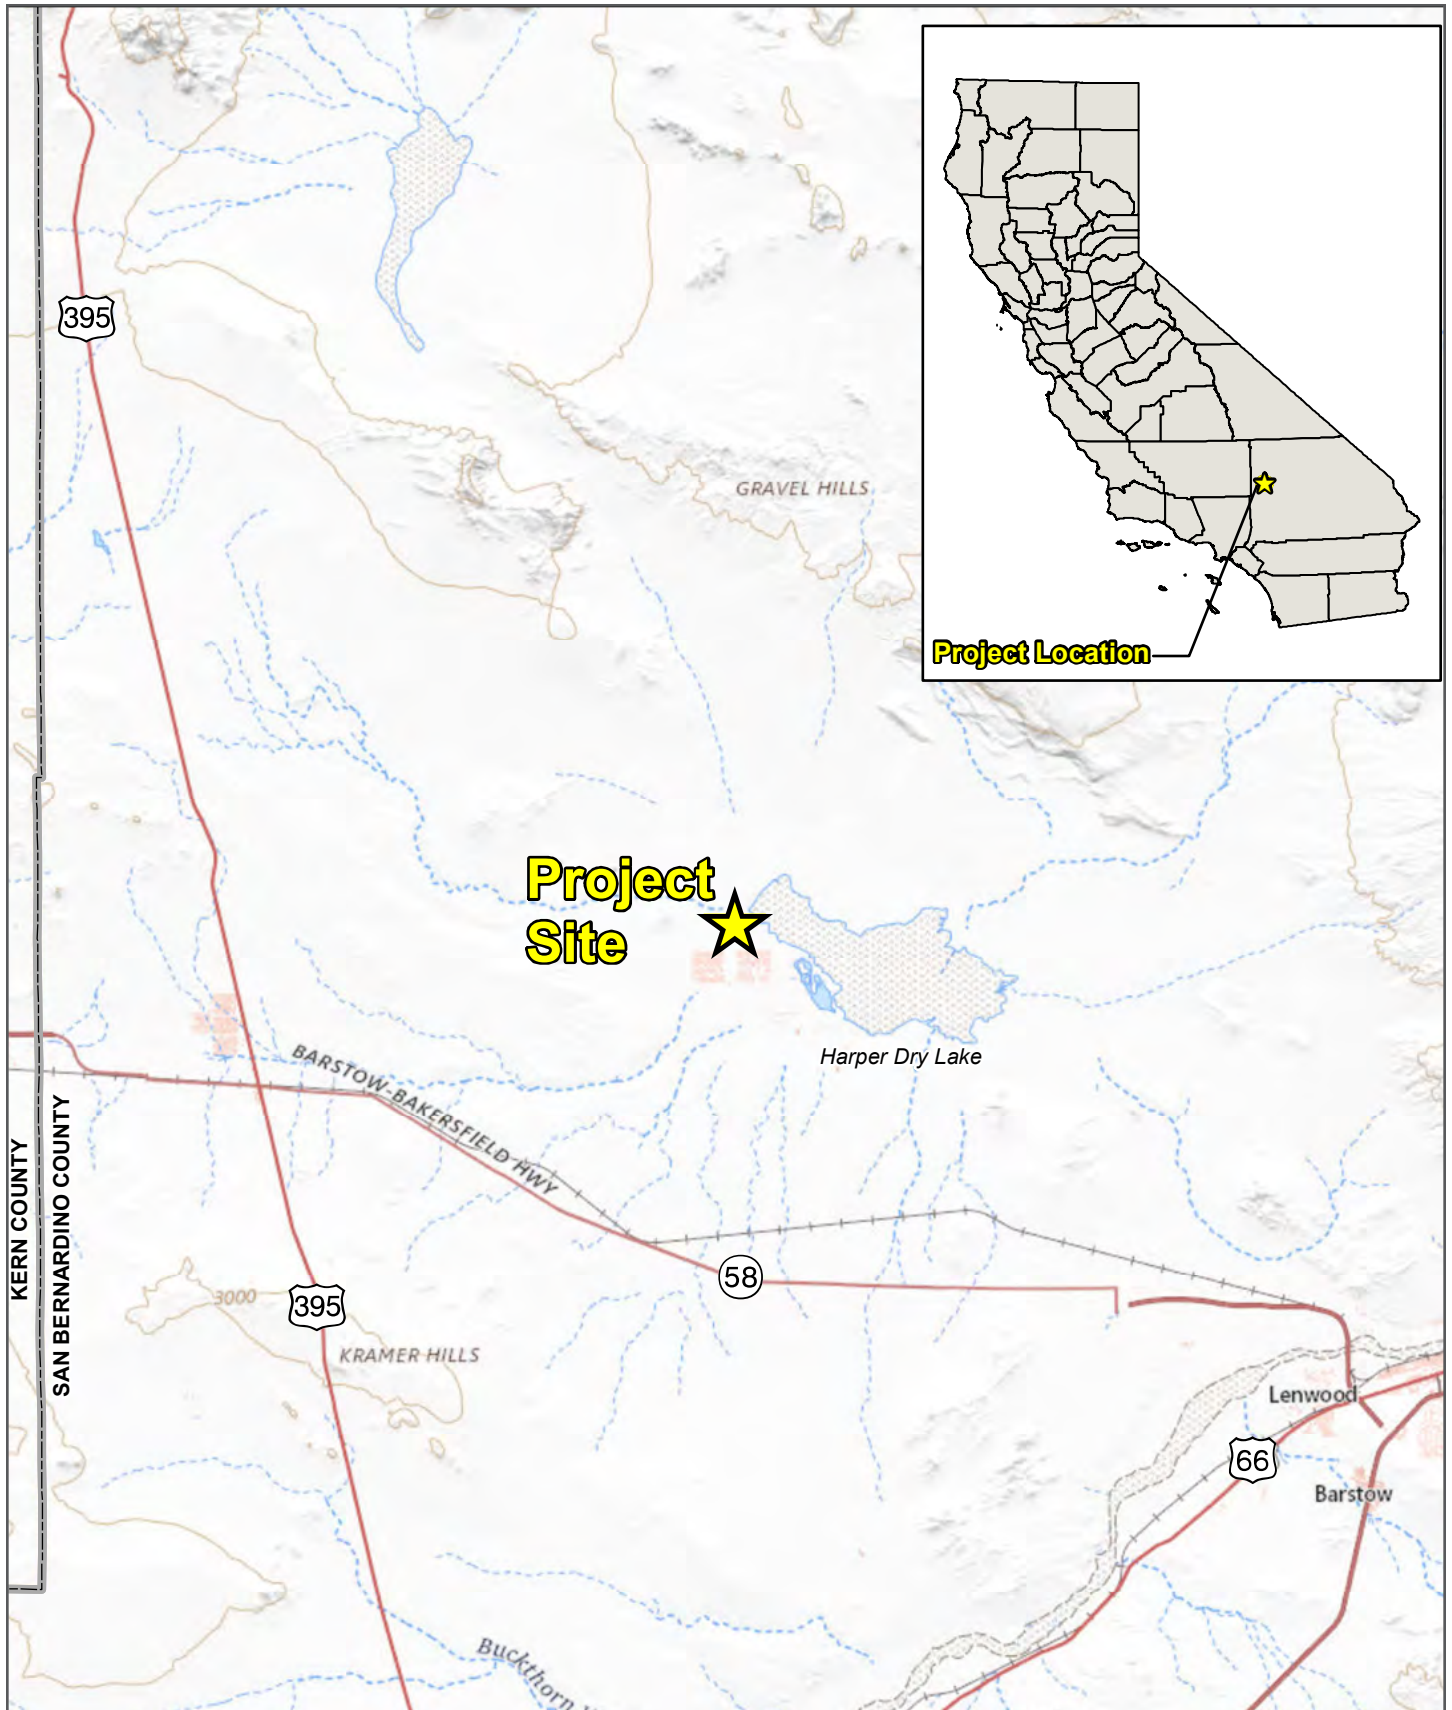 395
GRAVEL HILLS
Project Location
Project
Site
Harper Dry Lake
BARSTOW-BAKERSFIELD HWY
KERN COUNTY
SAN BERNARDINO COUNTY
58
3000
395
KRAMER HILLS
Lenwood
66
Barstow
Buckthorn